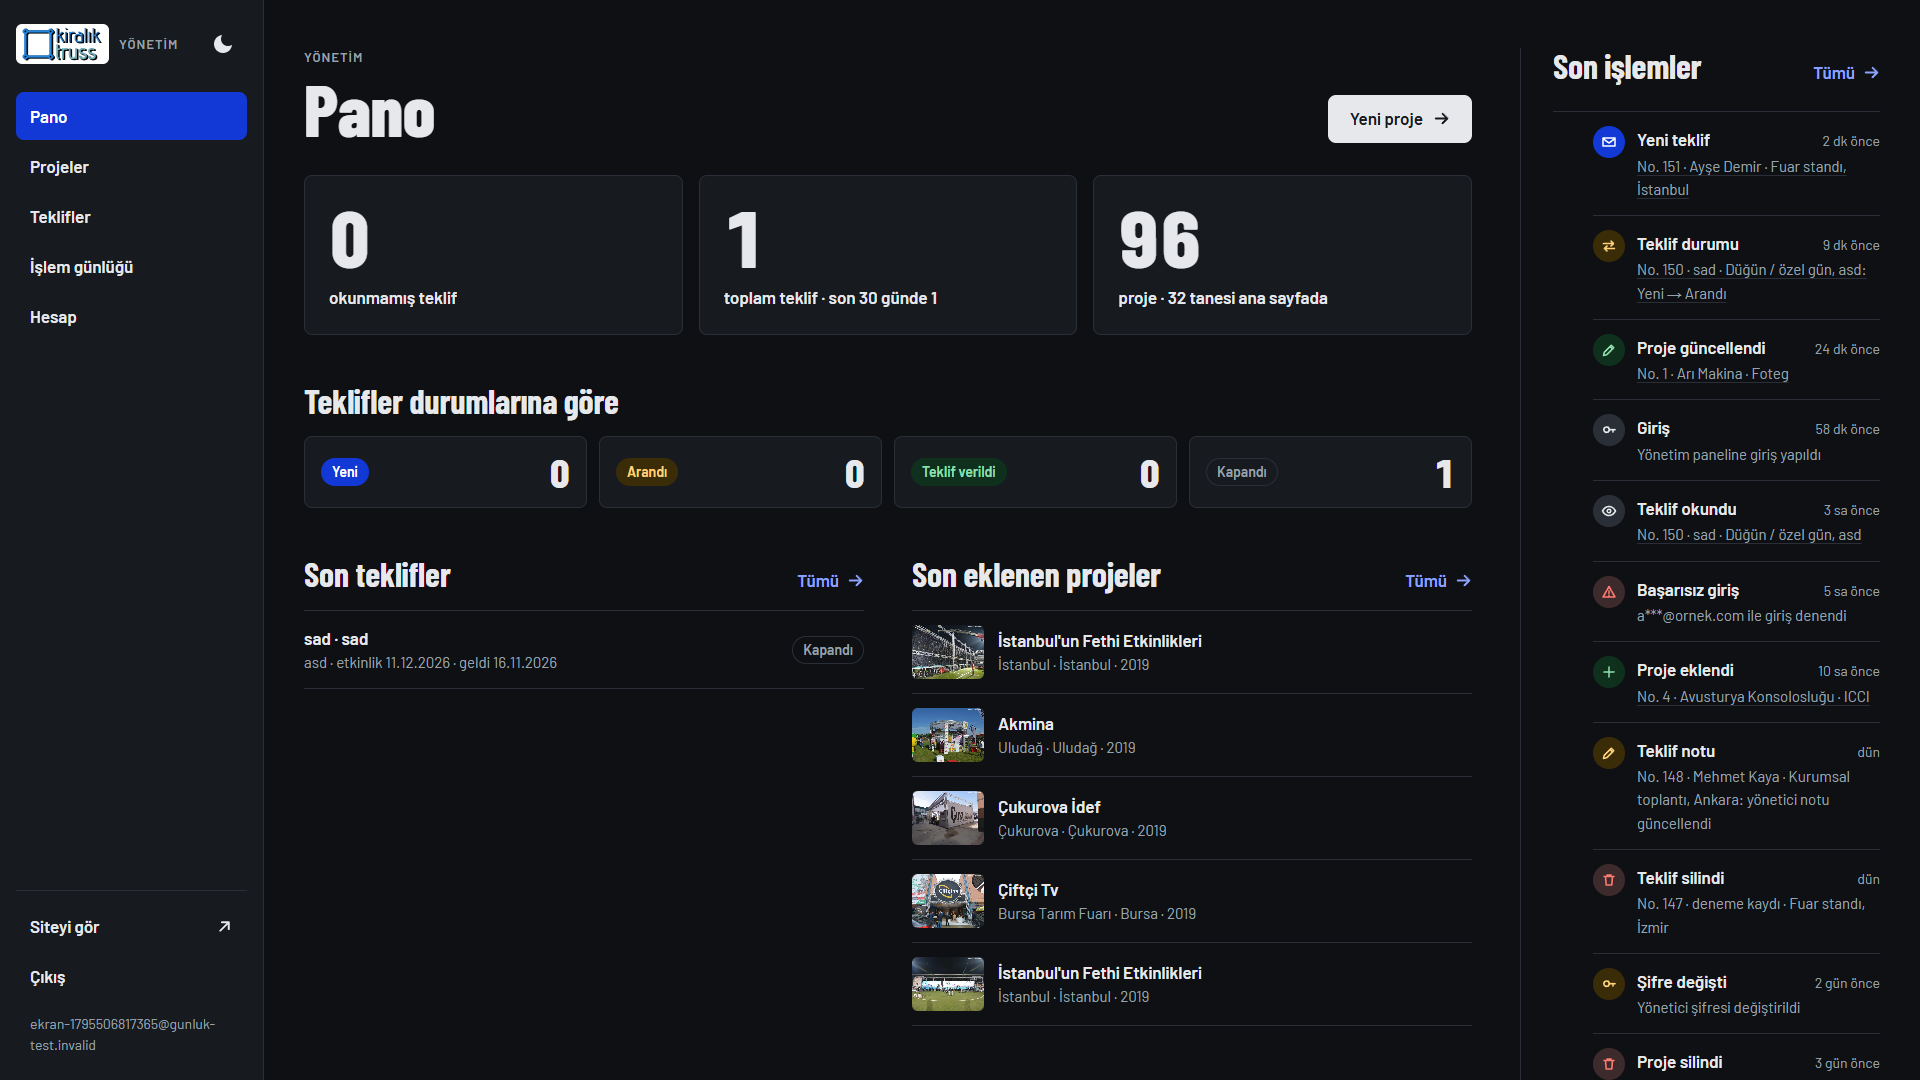 kiralık
truss
YÖNETİM
Pano
Projeler
Teklifler
İşlem günlüğü
Hesap
Siteyi gör
Çıkış
ekran-1795506817365@gunluk-
test.invalid
YÖNETİM
Pano
Yeni proje
0
okunmamış teklif
1
toplam teklif · son 30 günde 1
96
proje · 32 tanesi ana sayfada
Teklifler durumlarına göre
Yeni 0
Arandı 0
Teklif verildi 0
Kapandı 1
Son teklifler
Tümü →
sad · sad
asd · etkinlik 11.12.2026 · geldi 16.11.2026
Kapandı
Son eklenen projeler
Tümü →
İstanbul'un Fethi Etkinlikleri
İstanbul · İstanbul · 2019
Akmina
Uludağ · Uludağ · 2019
Çukurova İdef
Çukurova · Çukurova · 2019
Çiftçi Tv
Bursa Tarım Fuarı · Bursa · 2019
İstanbul'un Fethi Etkinlikleri
İstanbul · İstanbul · 2019
Son işlemler
Tümü →
Yeni teklif 2 dk önce
No. 151 · Ayşe Demir · Fuar standı,
İstanbul
Teklif durumu 9 dk önce
No. 150 · sad · Düğün / özel gün, asd:
Yeni → Arandı
Proje güncellendi 24 dk önce
No. 1 · Arı Makina · Foteg
Giriş 58 dk önce
Yönetim paneline giriş yapıldı
Teklif okundu 3 sa önce
No. 150 · sad · Düğün / özel gün, asd
Başarısız giriş 5 sa önce
a***@ornek.com ile giriş denendi
Proje eklendi 10 sa önce
No. 4 · Avusturya Konsolosluğu · ICCI
Teklif notu dün
No. 148 · Mehmet Kaya · Kurumsal
toplantı, Ankara: yönetici notu
güncellendi
Teklif silindi dün
No. 147 · deneme kaydı · Fuar standı,
İzmir
Şifre değişti 2 gün önce
Yönetici şifresi değiştirildi
Proje silindi 3 gün önce